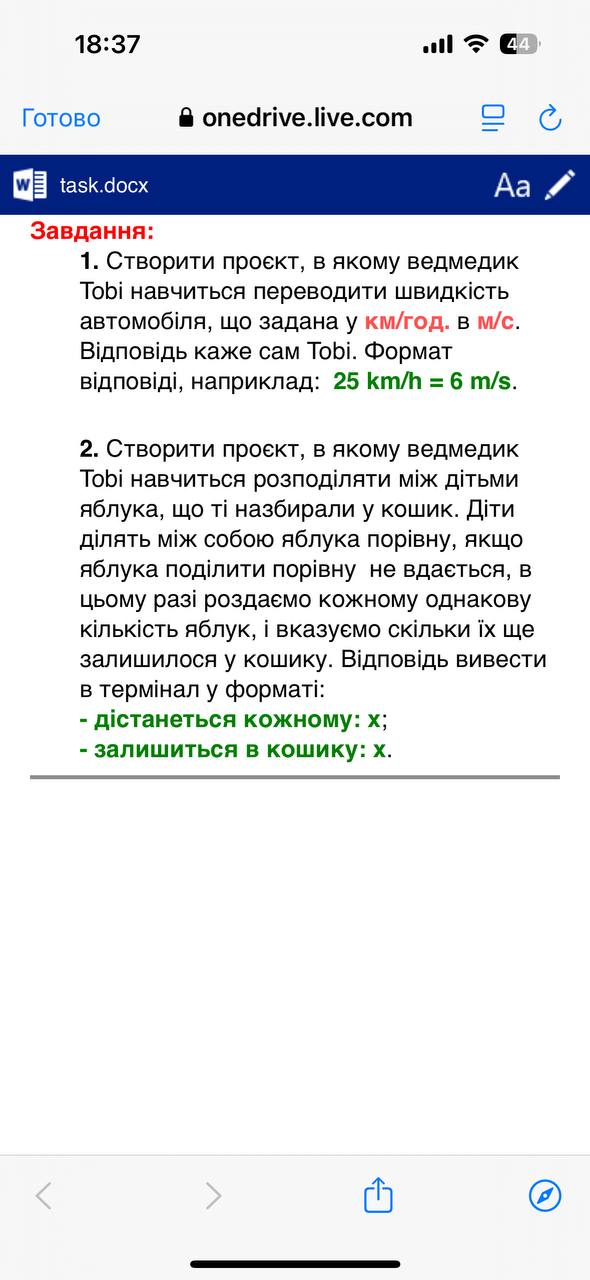 18:37
44
Готово
onedrive.live.com
W
task.docx
Aa
Завдання:
1. Створити проєкт, в якому ведмедик
Tobi навчиться переводити швидкість
автомобіля, що задана у км/год. в м/с.
Відповідь каже сам Tobi. Формат
відповіді, наприклад: 25 km/h = 6 m/s.
2. Створити проєкт, в якому ведмедик
Tobi навчиться розподіляти між дітьми
яблука, що ті назбирали у кошик. Діти
ділять між собою яблука порівну, якщо
яблука поділити порівну не вдається, в
цьому разі роздаємо кожному однакову
кількість яблук, і вказуємо скільки їх ще
залишилося у кошику. Відповідь вивести
в термінал у форматі:
- дістанеться кожному: х;
- залишиться в кошику: х.